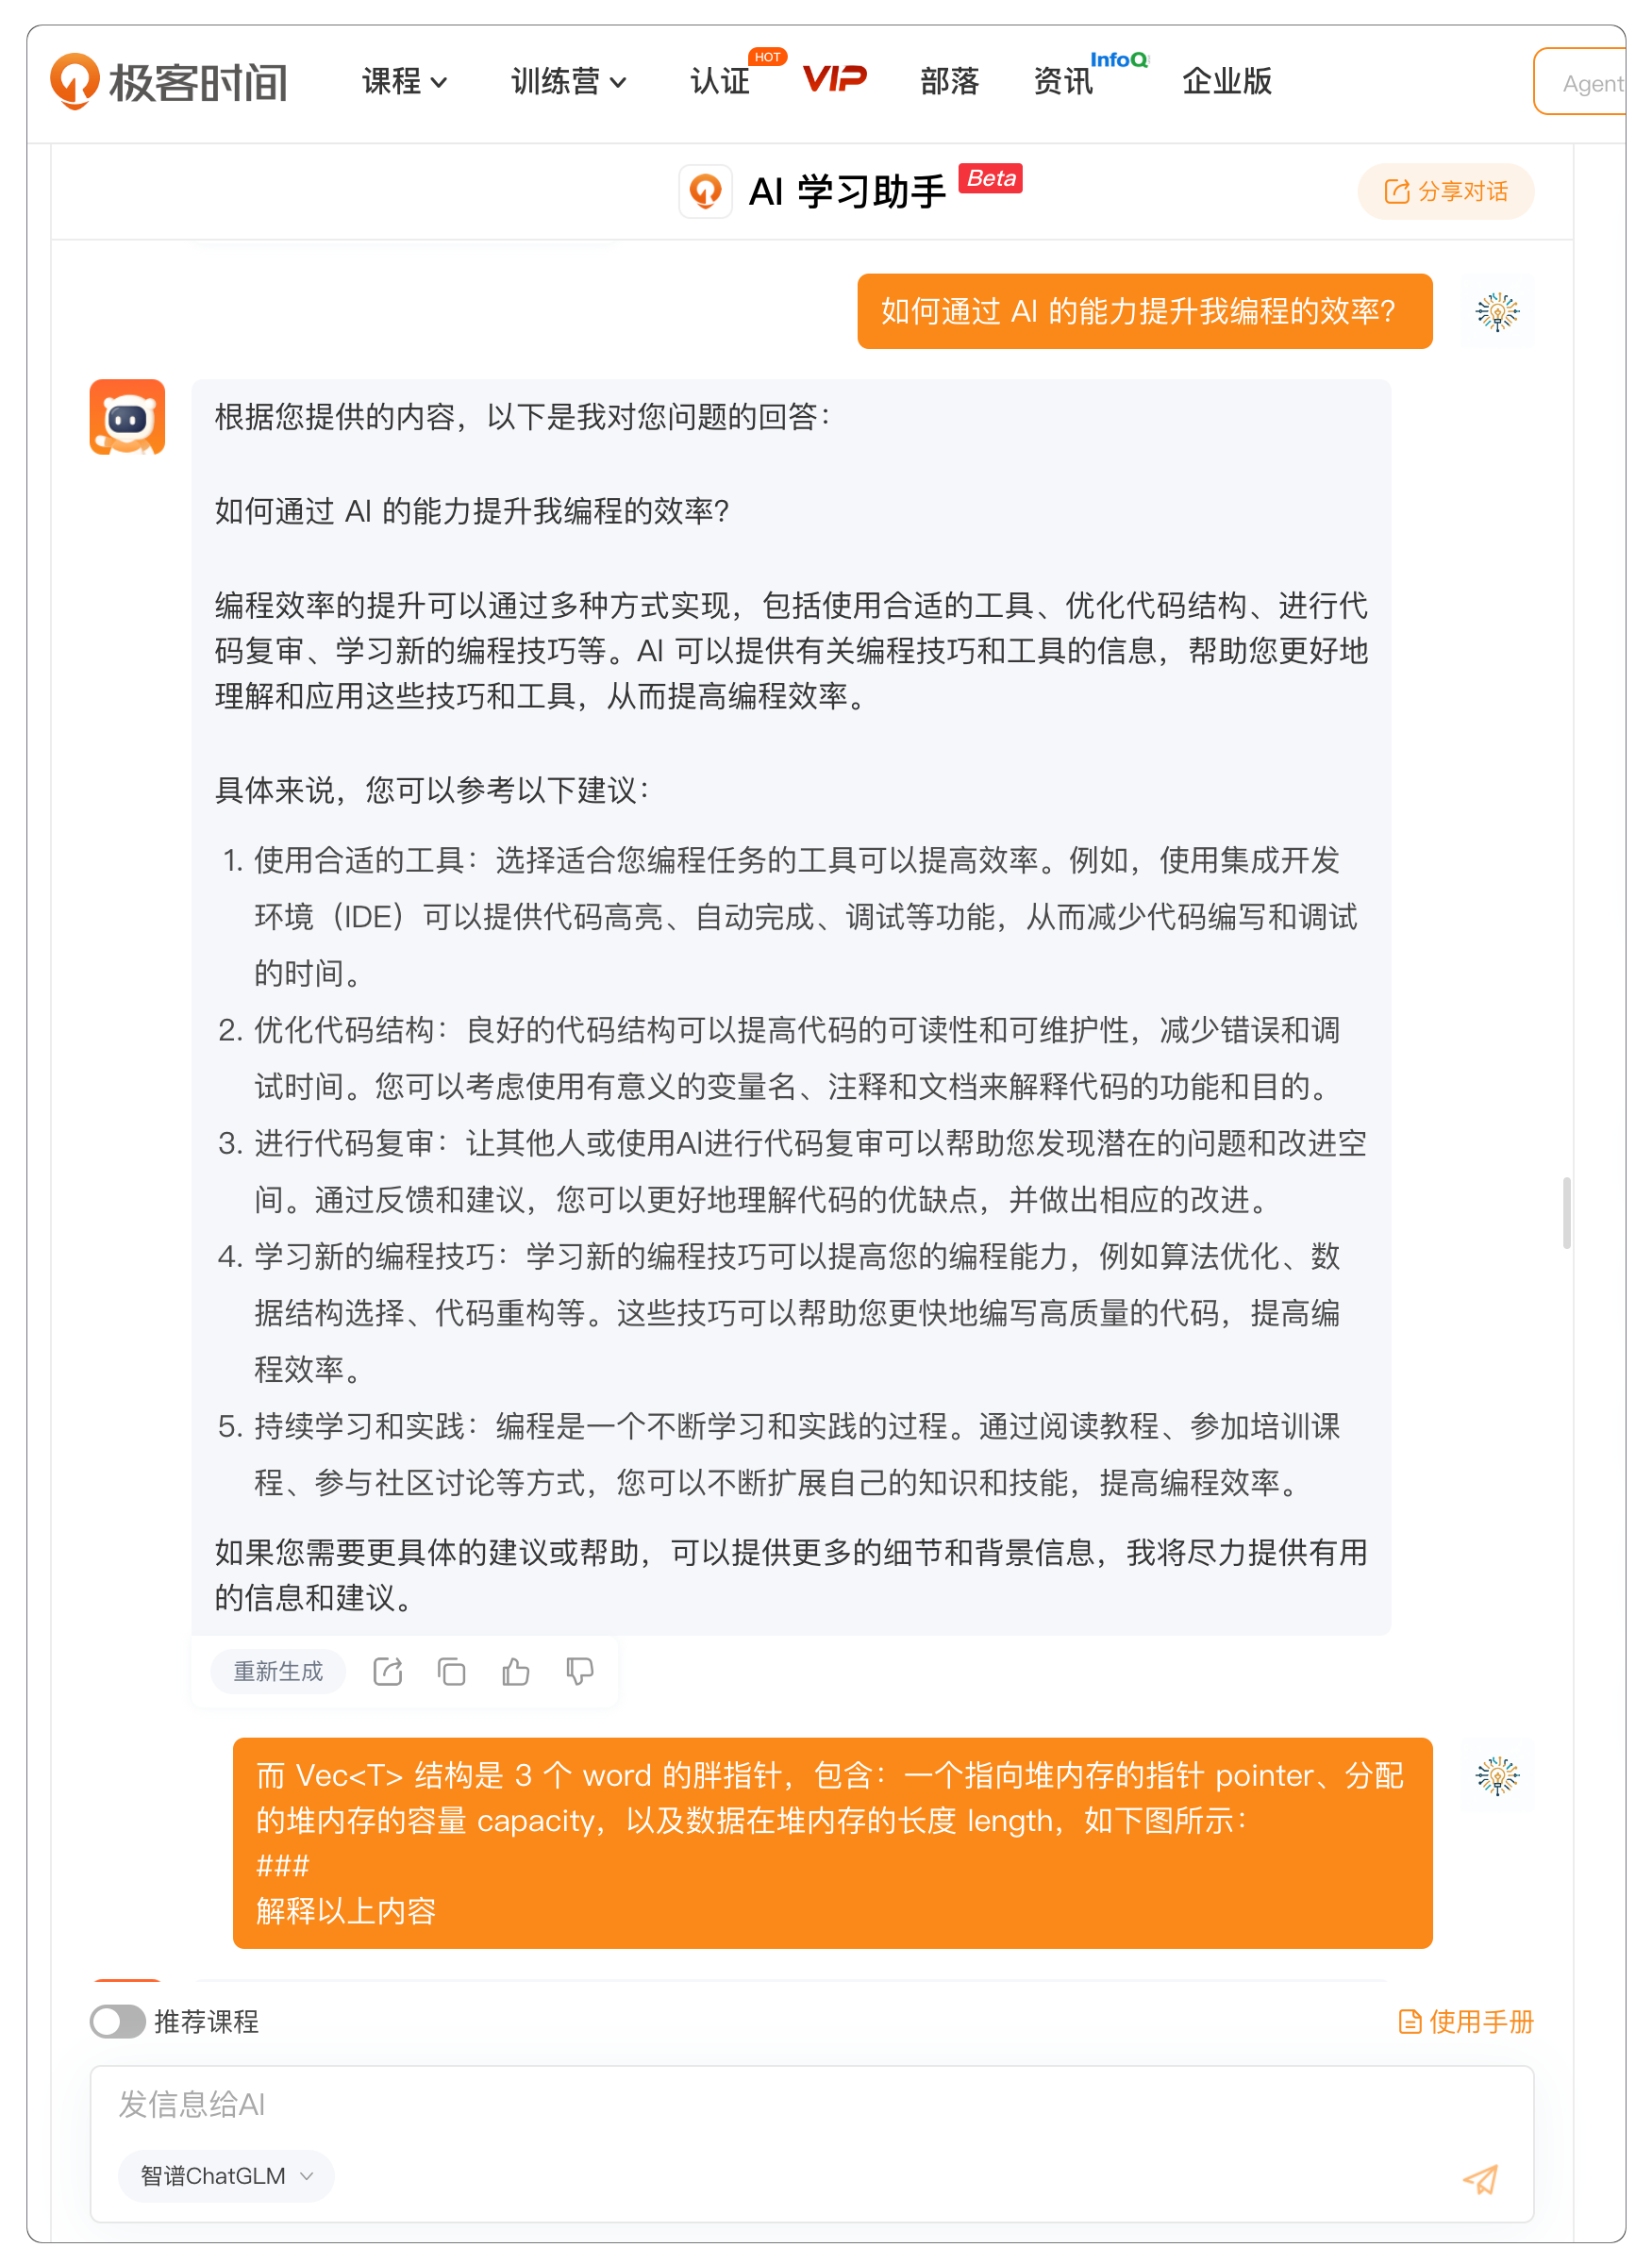 极客时间
课程
训练营
认证
HOT
VIP
部落
资讯
InfoQ
企业版
Agent
AI 学习助手
Beta
分享对话
如何通过 AI 的能力提升我编程的效率?
根据您提供的内容，以下是我对您问题的回答：
如何通过 AI 的能力提升我编程的效率?
编程效率的提升可以通过多种方式实现，包括使用合适的工具、优化代码结构、进行代
码复审、学习新的编程技巧等。AI 可以提供有关编程技巧和工具的信息，帮助您更好地
理解和应用这些技巧和工具，从而提高编程效率。
具体来说，您可以参考以下建议：
1. 使用合适的工具：选择适合您编程任务的工具可以提高效率。例如，使用集成开发
环境（IDE）可以提供代码高亮、自动完成、调试等功能，从而减少代码编写和调试
的时间。
2. 优化代码结构：良好的代码结构可以提高代码的可读性和可维护性，减少错误和调
试时间。您可以考虑使用有意义的变量名、注释和文档来解释代码的功能和目的。
3. 进行代码复审：让其他人或使用AI进行代码复审可以帮助您发现潜在的问题和改进空
间。通过反馈和建议，您可以更好地理解代码的优缺点，并做出相应的改进。
4. 学习新的编程技巧：学习新的编程技巧可以提高您的编程能力，例如算法优化、数
据结构选择、代码重构等。这些技巧可以帮助您更快地编写高质量的代码，提高编
程效率。
5. 持续学习和实践：编程是一个不断学习和实践的过程。通过阅读教程、参加培训课
程、参与社区讨论等方式，您可以不断扩展自己的知识和技能，提高编程效率。
如果您需要更具体的建议或帮助，可以提供更多的细节和背景信息，我将尽力提供有用
的信息和建议。
重新生成
而 Vec<T> 结构是 3 个 word 的胖指针，包含：一个指向堆内存的指针 pointer、分配
的堆内存的容量 capacity，以及数据在堆内存的长度 length，如下图所示：
###
解释以上内容
推荐课程
使用手册
发信息给AI
智谱ChatGLM